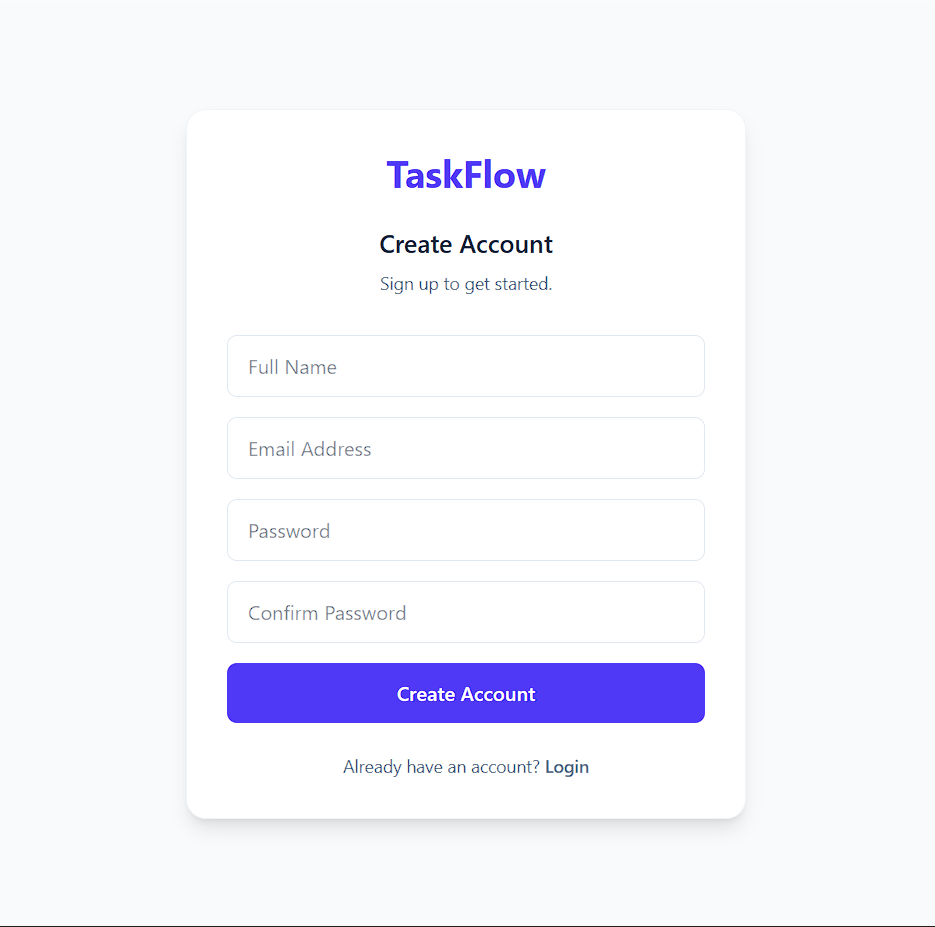 TaskFlow
Create Account
Sign up to get started.
Full Name
Email Address
Password
Confirm Password
Create Account
Already have an account? Login